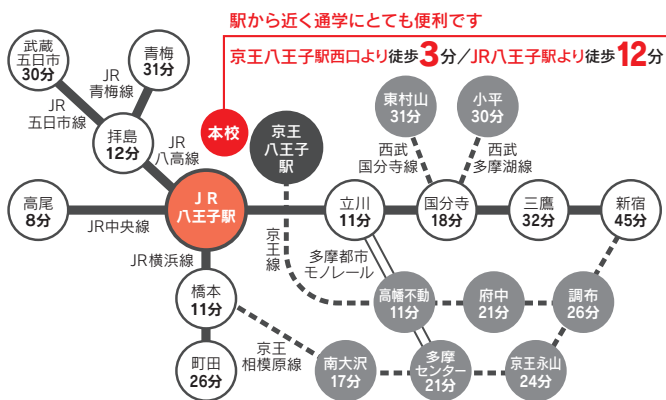 駅から近く通学にとても便利です
京王八王子駅西口より徒歩3分／JR八王子駅より徒歩12分
武蔵
五日市
30分
青梅
31分
JR
青梅線
JR
五日市線
拝島
12分
JR
八高線
本校
京王
八王子
駅
東村山
31分
小平
30分
西武
国分寺線
西武
多摩湖線
高尾
8分
JR中央線
JR
八王子駅
立川
11分
国分寺
18分
三鷹
32分
新宿
45分
JR横浜線
京王線
多摩都市
モノレール
橋本
11分
高幡不動
11分
府中
21分
調布
26分
京王
相模原線
町田
26分
南大沢
17分
多摩
センター
21分
京王永山
24分